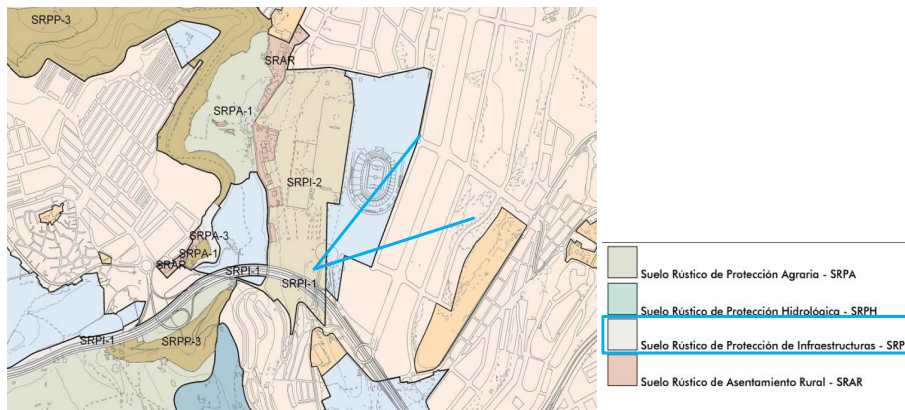 SRPP-3
SRAR
SRPA-1
SRPI-2
SRPA-3
SRPA-1
SRAR
SRPI-1
SRPI-1
SRPI-1
SRPP-3
Suelo Rústico de Protección Agraria - SRPA
Suelo Rústico de Protección Hidrológica - SRPH
Suelo Rústico de Protección de Infraestructuras - SRP
Suelo Rústico de Asentamiento Rural - SRAR